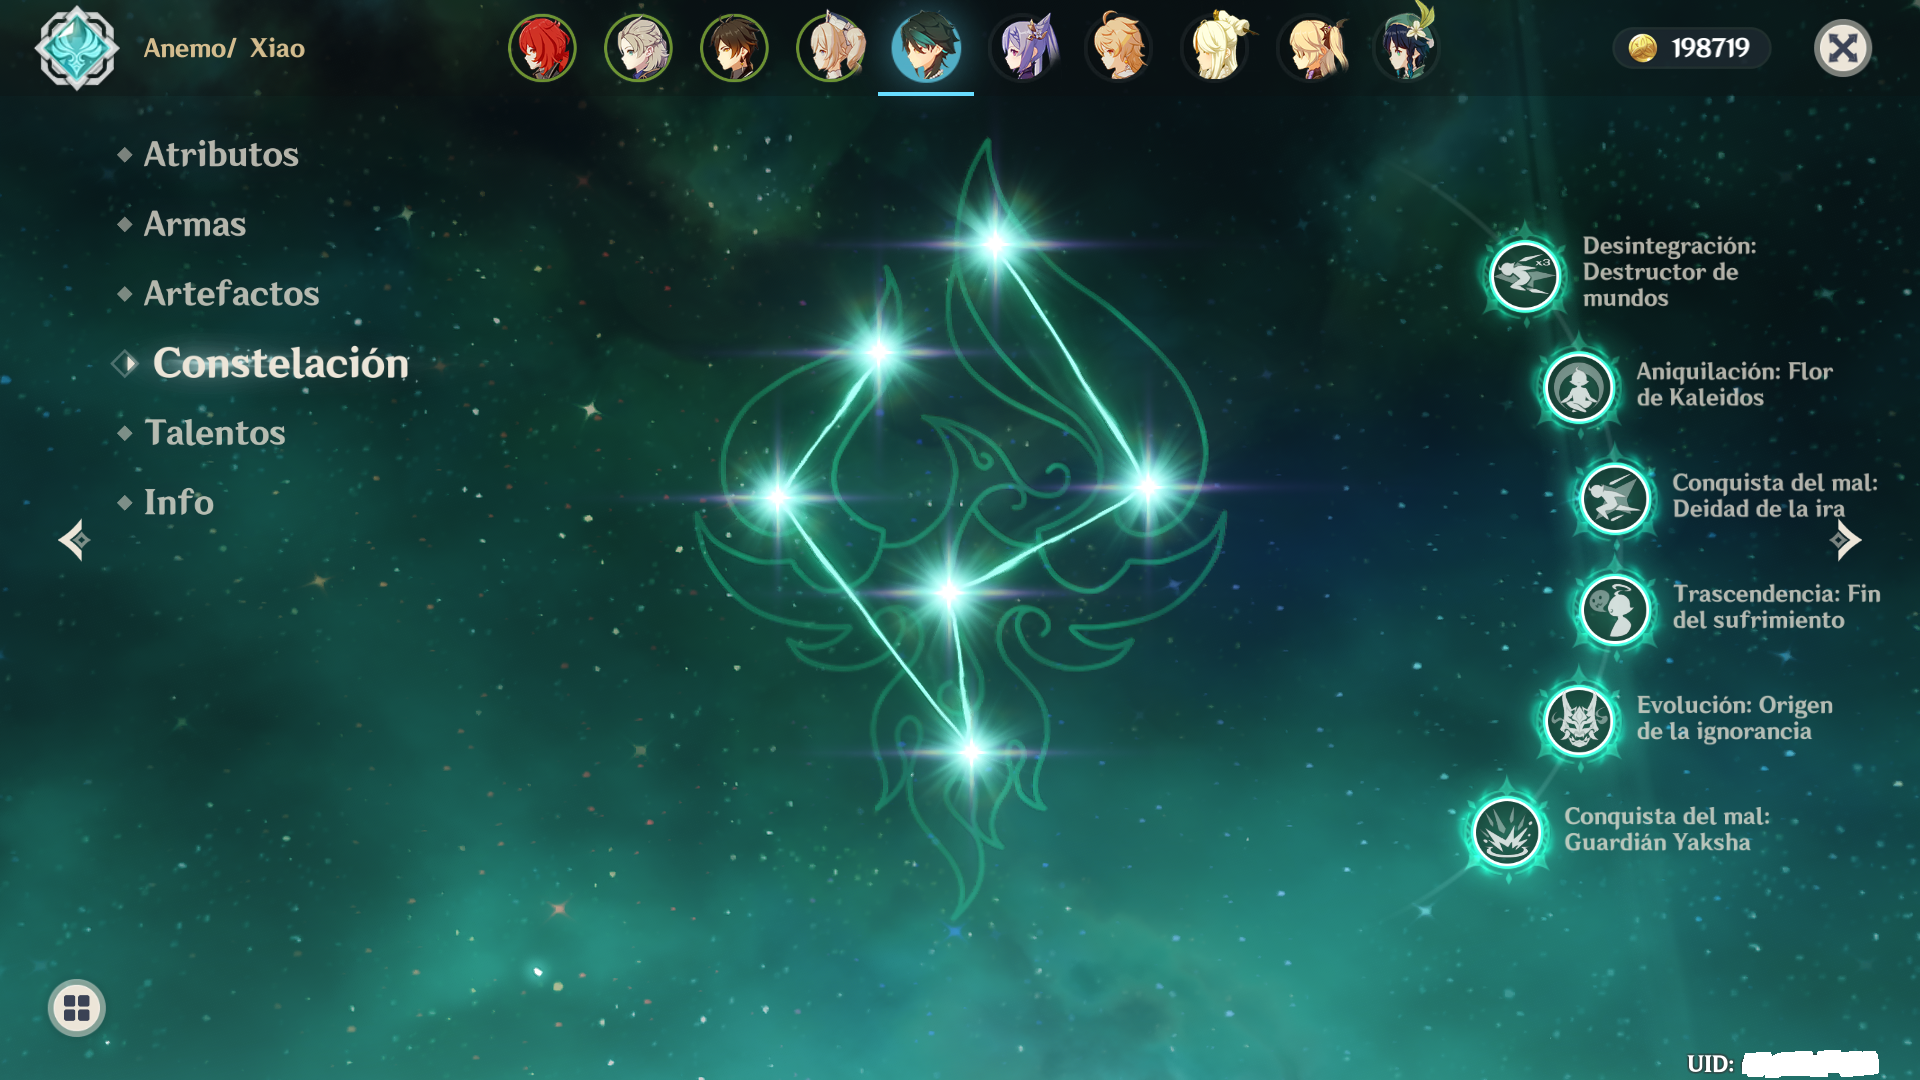 Anemo/ Xiao
198719
Atributos
Armas
Artefactos
Constelación
Talentos
Info
x3
Desintegración:
Destructor de
mundos
Aniquilación: Flor
de Kaleidos
Conquista del mal:
Deidad de la ira
Trascendencia: Fin
del sufrimiento
Evolución: Origen
de la ignorancia
Conquista del mal:
Guardián Yaksha
UID: